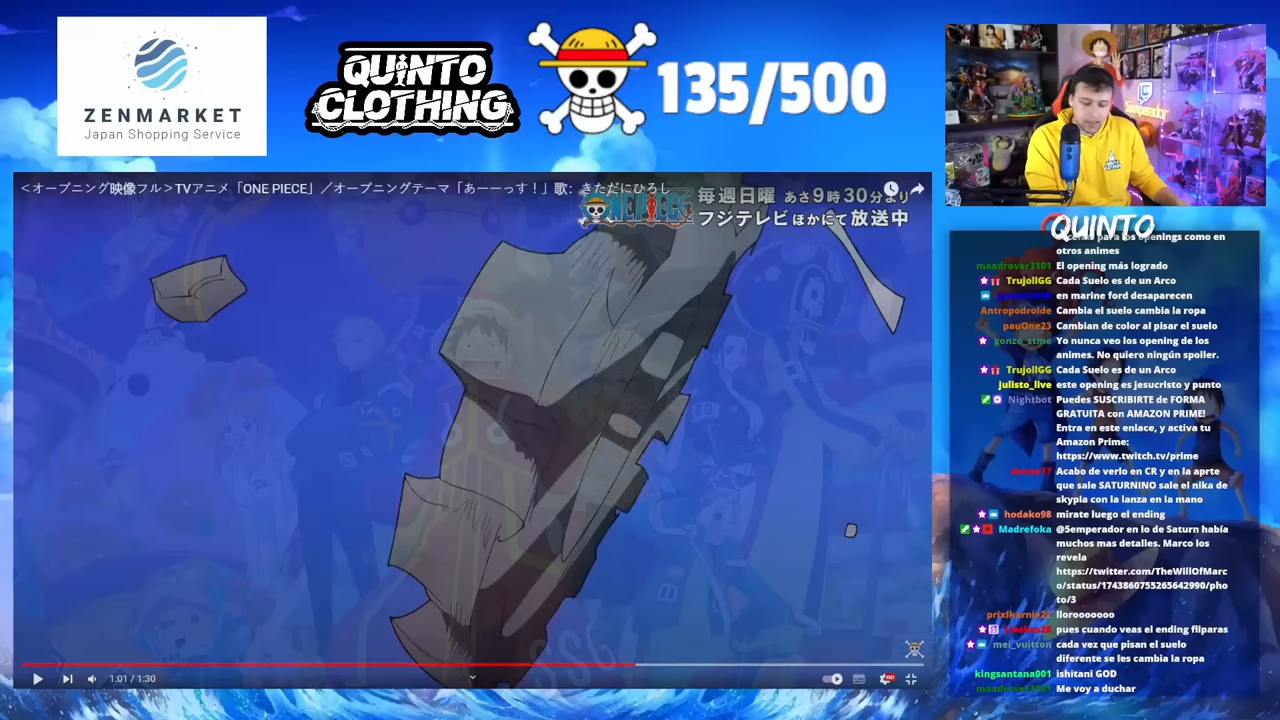 ZENMARKET
Japan Shopping Service
QUINTO
CLOTHING
135/500
Semperador
<オープニング映像フル>TVアニメ「ONE PIECE」/オープニングテーマ「あーーっす!」歌: きただにひろし
ONE PIECE
毎週日曜 あさ9時30分より
フジテレビ ほかにて 放送中
1:01 / 1:30
HD
QUINTO
para los openings como en
otros animes
maadrover3101 El opening más logrado
TrujollGG Cada Suelo es de un Arco
en marine ford desaparecen
Antropodroide Cambia el suelo cambia la ropa
pauOne23 Cambian de color al pisar el suelo
gonzo_stme Yo nunca veo los opening de los
animes. No quiero ningún spoiler.
TrujollGG Cada Suelo es de un Arco
julisto_live este opening es jesucristo y punto
Nightbot Puedes SUSCRIBIRTE de FORMA
GRATUITA con AMAZON PRIME!
Entra en este enlace, y activa tu
Amazon Prime:
https://www.twitch.tv/prime
Acabo de verlo en CR y en la aprte
que sale SATURNINO sale el nika de
skypia con la lanza en la mano
hodako98 mirate luego el ending
Madrefoka @5emperador en lo de Saturn había
muchos mas detalles. Marco los
revela
https://twitter.com/TheWillOfMarc
o/status/1743860755265642990/pho
to/3
prixikarnie22 llorooooooo
pues cuando veas el ending fliparas
mei_vuitton cada vez que pisan el suelo
diferente se les cambia la ropa
kingsantana001 ishitani GOD
maadrover3101 Me voy a duchar